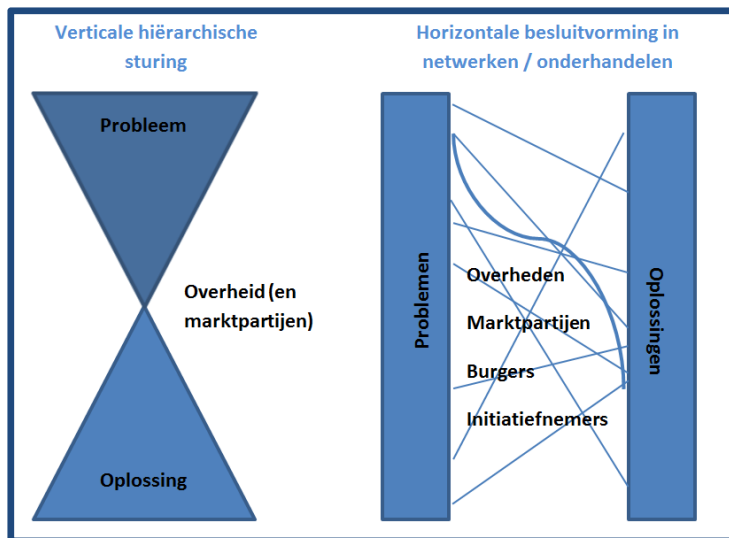 Verticale hiërarchische
sturing
Probleem
Overheid (en
marktpartijen)
Oplossing
Horizontale besluitvorming in
netwerken / onderhandelen
Problemen
Overheden
Marktpartijen
Burgers
Initiatiefnemers
Oplossingen